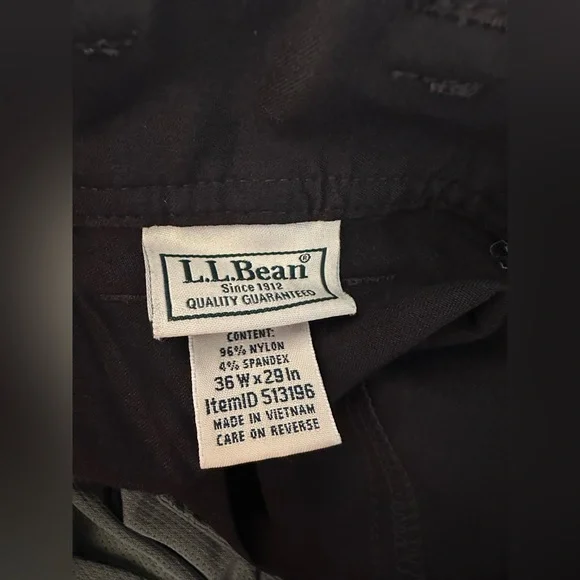 L.L.Bean®
Since 1912
QUALITY GUARANTEED
CONTENT:
96% NYLON
4% SPANDEX
36 W x 29 In
ItemID 513196
MADE IN VIETNAM
CARE ON REVERSE